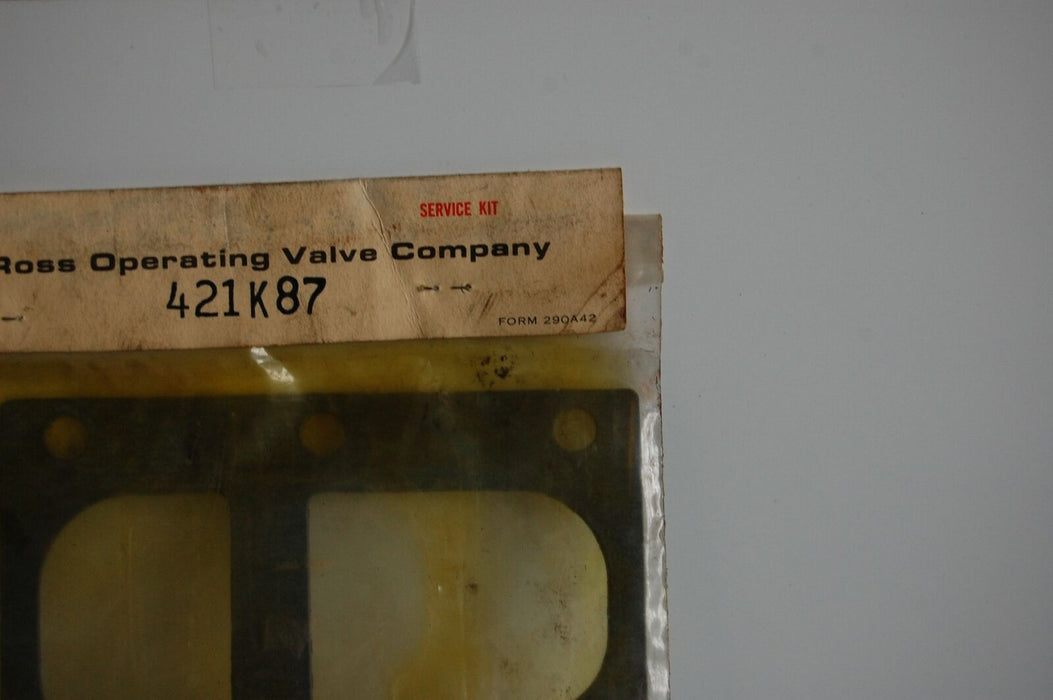 SERVICE KIT
Ross Operating Valve Company
421K87
FORM 290A42